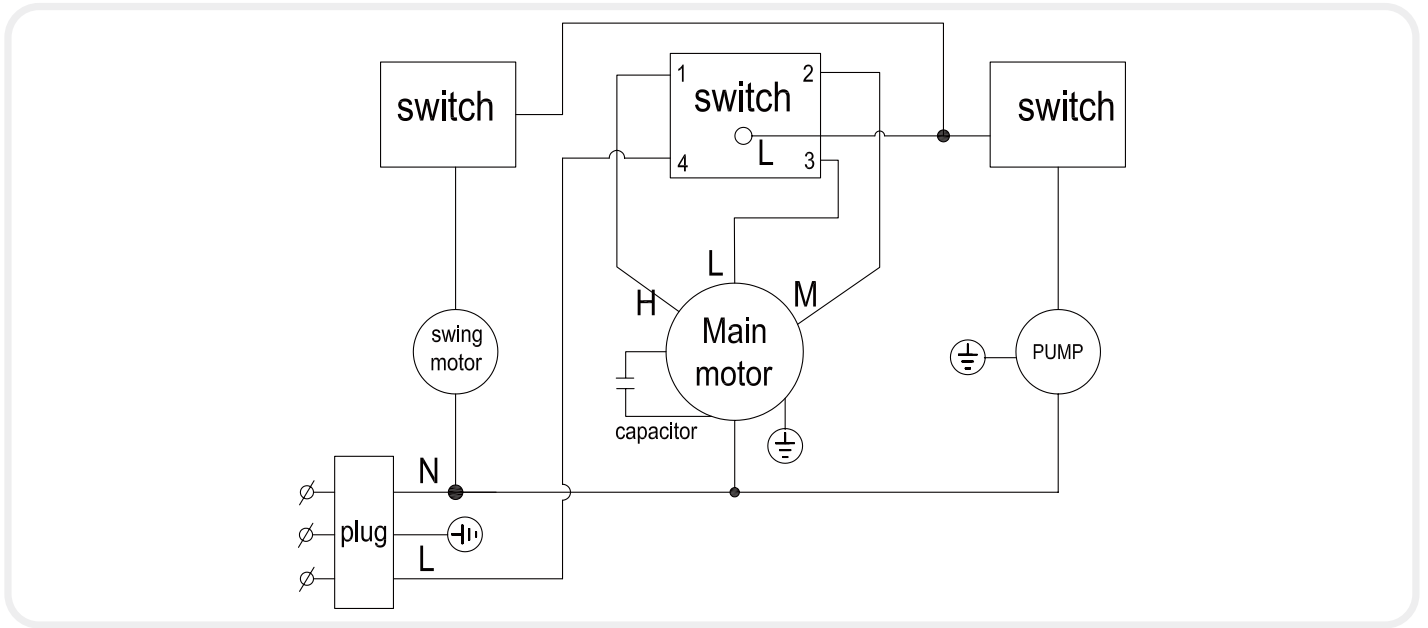 switch
1
2
switch
L
4
3
switch
L
H
M
Main
motor
swing
motor
PUMP
capacitor
N
plug
L